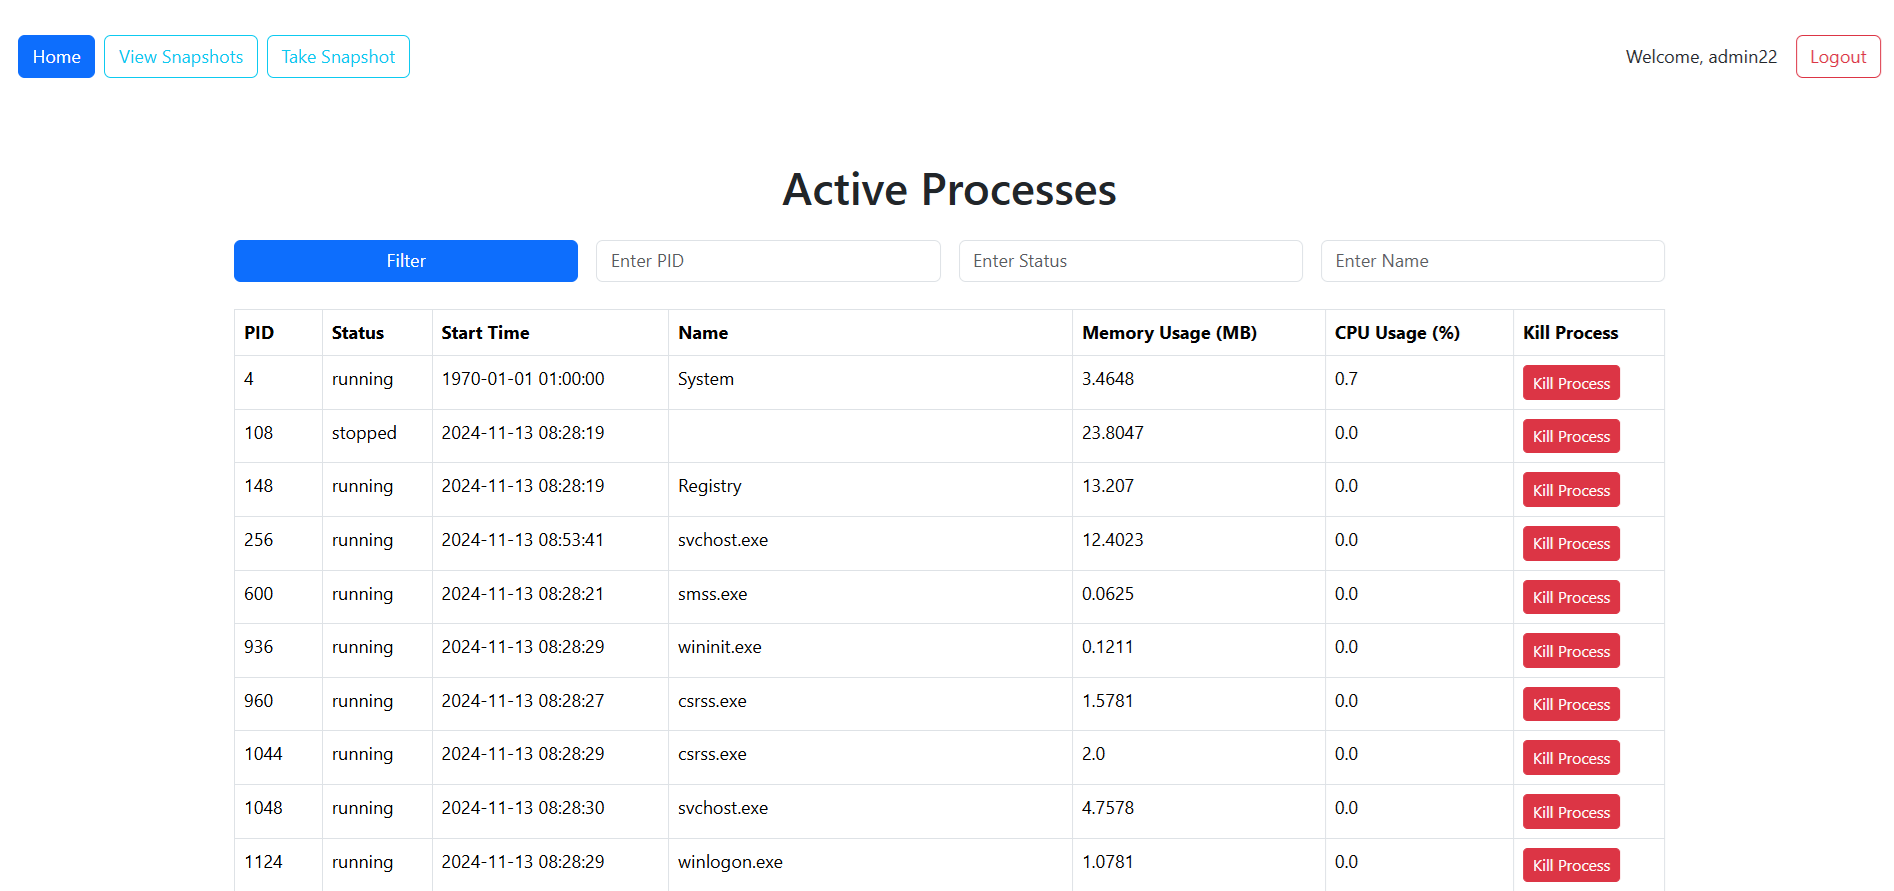 Home View Snapshots Take Snapshot Welcome, admin22 Logout
Active Processes
Filter Enter PID Enter Status Enter Name
PID Status Start Time Name Memory Usage (MB) CPU Usage (%) Kill Process
4 running 1970-01-01 01:00:00 System 3.4648 0.7 Kill Process
108 stopped 2024-11-13 08:28:19 23.8047 0.0 Kill Process
148 running 2024-11-13 08:28:19 Registry 13.207 0.0 Kill Process
256 running 2024-11-13 08:53:41 svchost.exe 12.4023 0.0 Kill Process
600 running 2024-11-13 08:28:21 smss.exe 0.0625 0.0 Kill Process
936 running 2024-11-13 08:28:29 wininit.exe 0.1211 0.0 Kill Process
960 running 2024-11-13 08:28:27 csrss.exe 1.5781 0.0 Kill Process
1044 running 2024-11-13 08:28:29 csrss.exe 2.0 0.0 Kill Process
1048 running 2024-11-13 08:28:30 svchost.exe 4.7578 0.0 Kill Process
1124 running 2024-11-13 08:28:29 winlogon.exe 1.0781 0.0 Kill Process